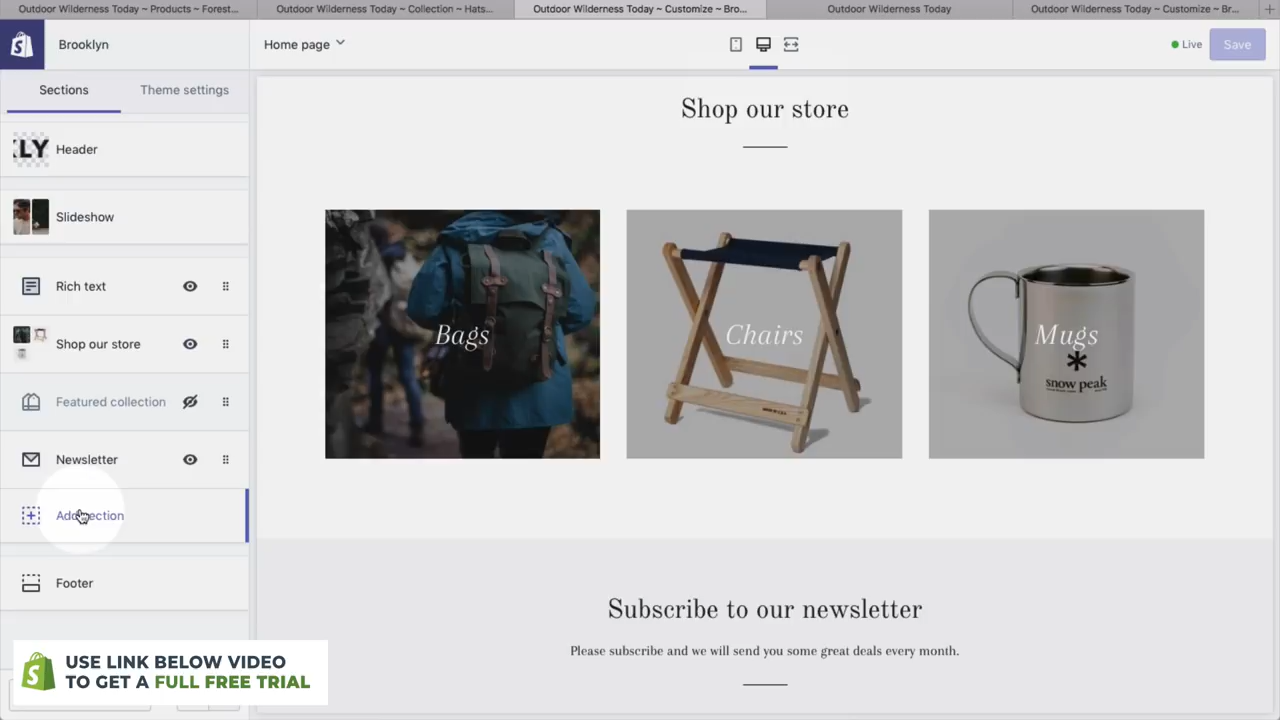 Outdoor Wilderness Today ~ Products ~ Forest...
Outdoor Wilderness Today ~ Collection ~ Hats...
Outdoor Wilderness Today ~ Customize ~ Bro...
Outdoor Wilderness Today
Outdoor Wilderness Today ~ Customize ~ Br...
Brooklyn
Home page
Live
Save
Sections
Theme settings
KLY
Header
Slideshow
Rich text
Shop our store
Featured collection
Newsletter
Add section
Footer
Shop our store
Bags
Chairs
Mugs
snow peak
Subscribe to our newsletter
Please subscribe and we will send you some great deals every month.
USE LINK BELOW VIDEO
TO GET A FULL FREE TRIAL